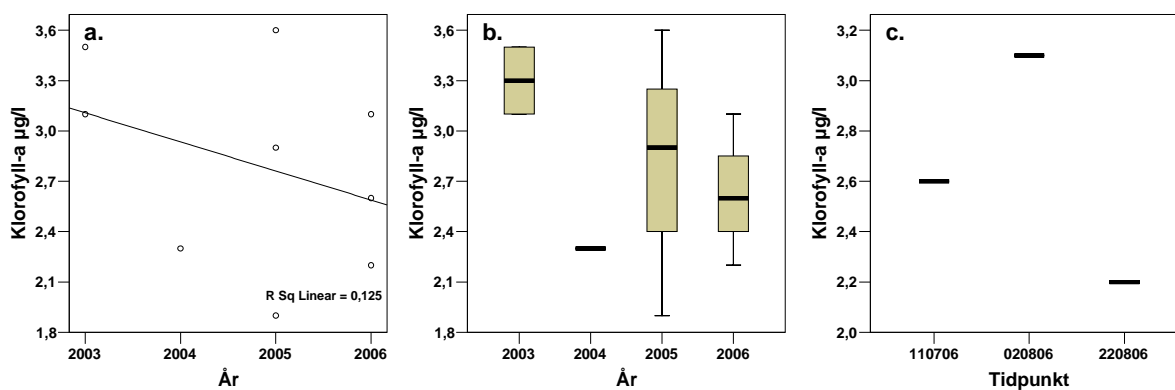 a.
Klorofyll-a µg/l
3,6
3,3
3,0
2,7
2,4
2,1
1,8
R Sq Linear = 0,125
2003 2004 2005 2006
År
b.
Klorofyll-a µg/l
3,6
3,3
3,0
2,7
2,4
2,1
1,8
2003 2004 2005 2006
År
c.
Klorofyll-a µg/l
3,2
3,0
2,8
2,6
2,4
2,2
2,0
110706 020806 220806
Tidpunkt